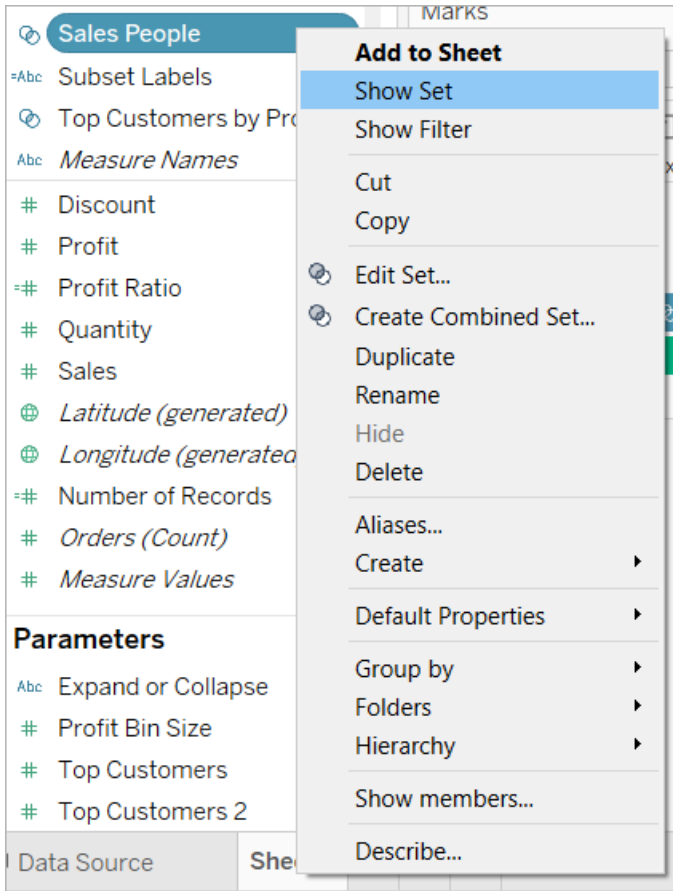 Marks
Sales People
=Abc Subset Labels
Top Customers by Pro
Abc Measure Names
# Discount
# Profit
=# Profit Ratio
# Quantity
# Sales
Latitude (generated)
Longitude (generated
=# Number of Records
# Orders (Count)
# Measure Values
Parameters
Abc Expand or Collapse
# Profit Bin Size
# Top Customers
# Top Customers 2
Data Source
She
Add to Sheet
Show Set
Show Filter
Cut
Copy
Edit Set...
Create Combined Set...
Duplicate
Rename
Hide
Delete
Aliases...
Create
Default Properties
Group by
Folders
Hierarchy
Show members...
Describe...